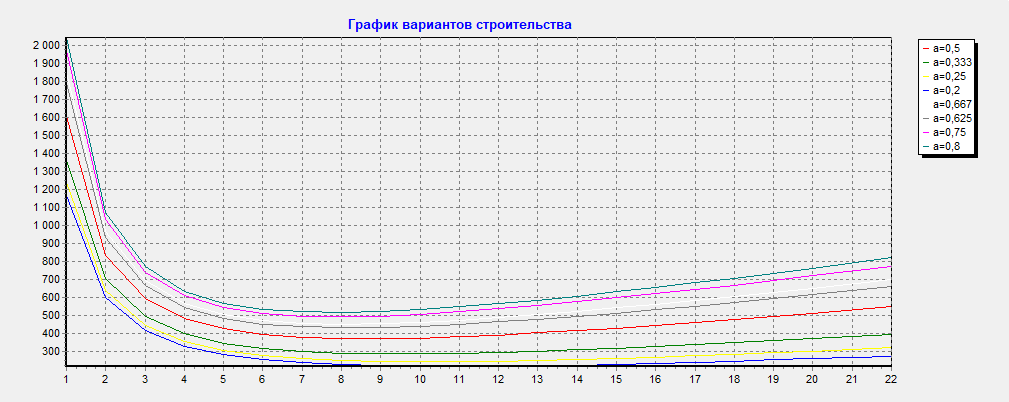 График вариантов строительства
2 000
1 900
1 800
1 700
1 600
1 500
1 400
1 300
1 200
1 100
1 000
900
800
700
600
500
400
300
1 2 3 4 5 6 7 8 9 10 11 12 13 14 15 16 17 18 19 20 21 22
a=0,5
a=0,333
a=0,25
a=0,2
a=0,667
a=0,625
a=0,75
a=0,8